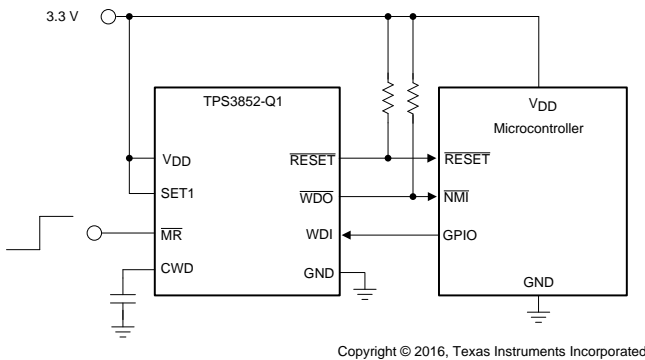 3.3 V
TPS3852-Q1
VDD
Microcontroller
VDD
RESET
RESET
SET1
WDO
NMI
MR
WDI
GPIO
CWD
GND
GND
Copyright © 2016, Texas Instruments Incorporated